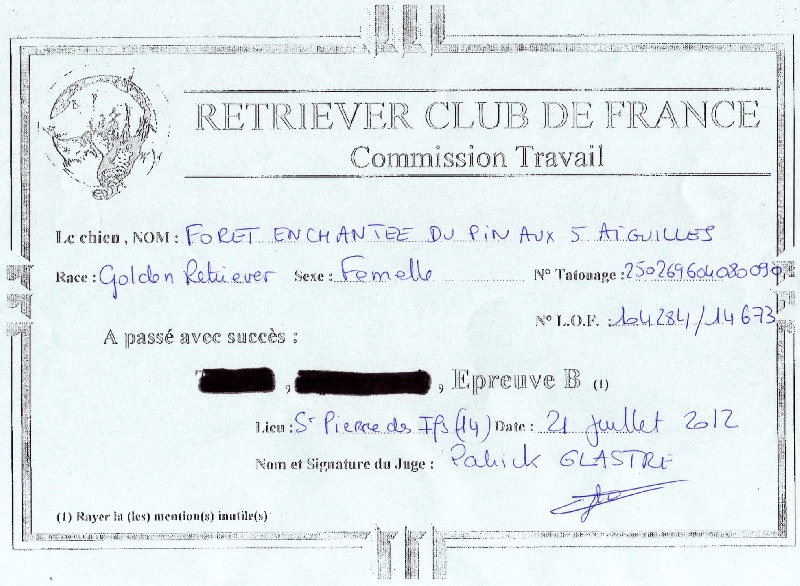 RETRIEVER CLUB DE FRANCE
Commission Travail
Le chien, NOM : FORET ENCHANTEE DU PIN AUX 5 AIGUILLES
Race : Golden Retriever Sexe : Femelle N° Tatouage : 250269604080090
N° L.O.F. : 164284/14673
A passé avec succès :
, , Epreuve B (1)
Lieu : St Pierre des Ifs (14) Date : 21 juillet 2012
Nom et Signature du Juge : Patrick GLASTRE
(1) Rayer la (les) mention(s) inutile(s)